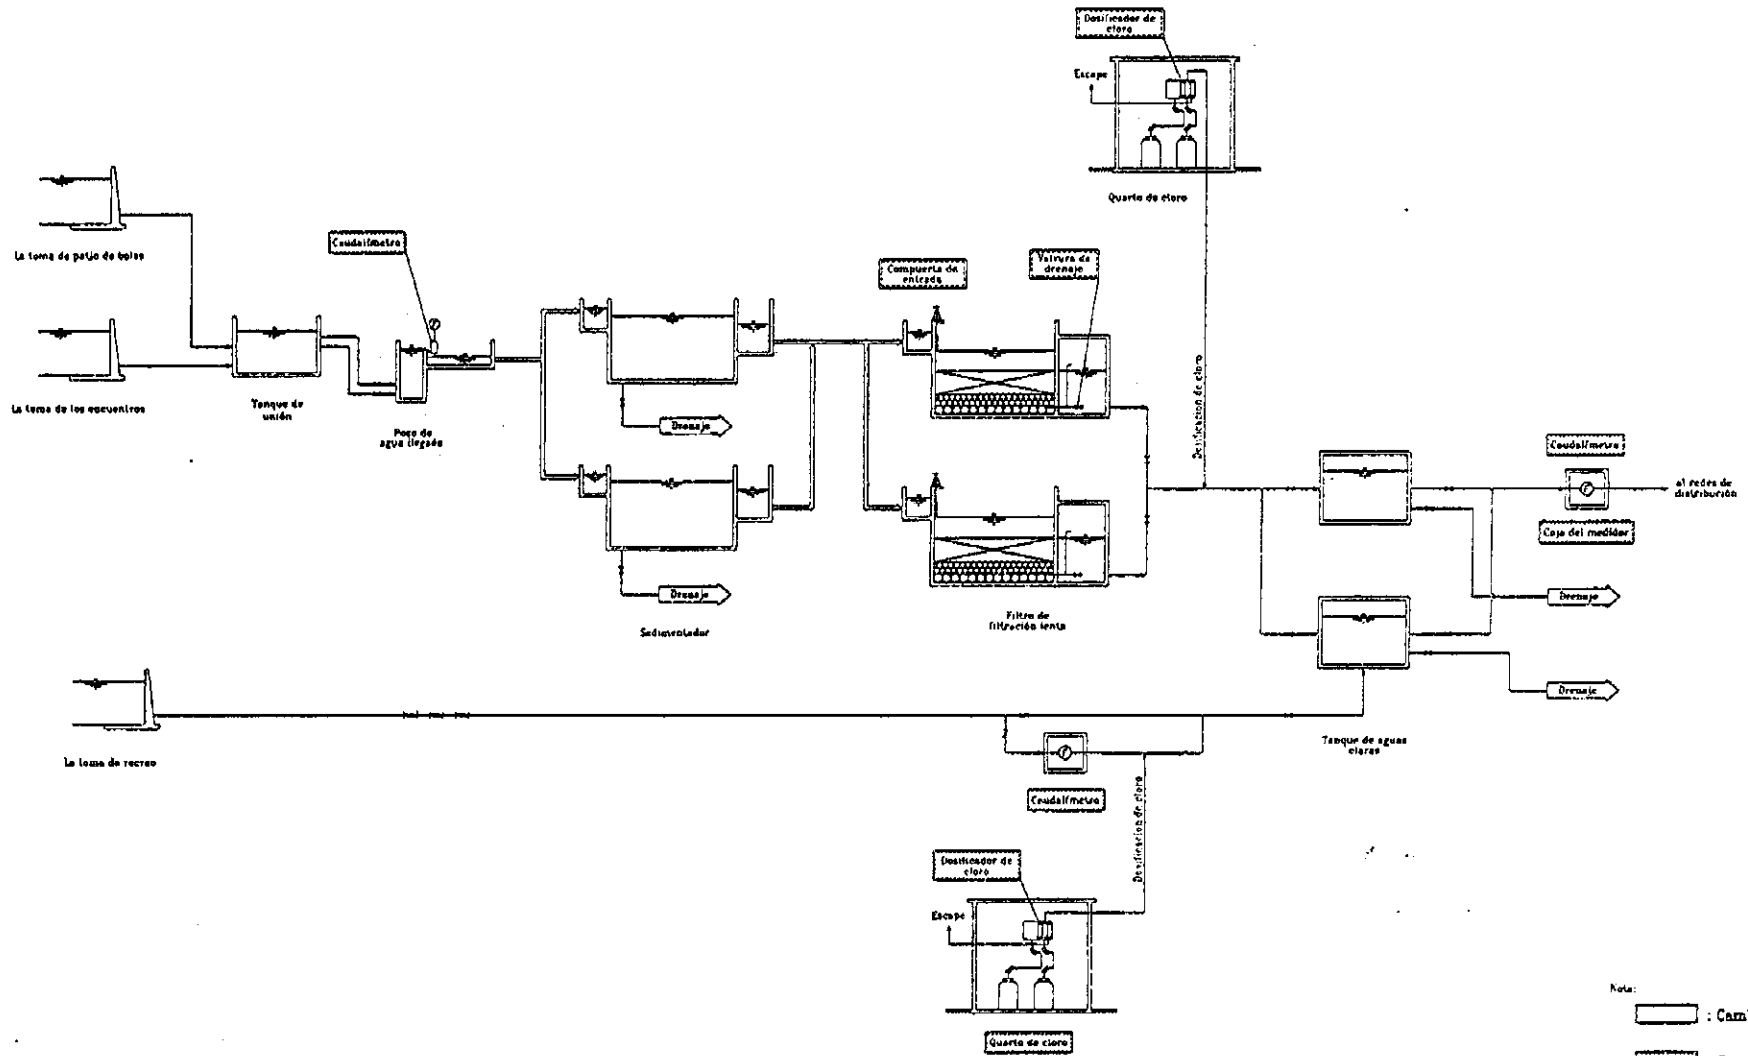 Dosificador de
cloro
Escape
Quarto de cloro
La toma de patio de bolas
Caudalímetro
Compuerta de
entrada
Valvura de
drenaje
La toma de los encuentros
Tanque de
unión
Pozo de
agua llegada
Drenaje
Dosificacion de cloro
Caudalímetro
al redes de
distribución
Caja del medidor
Drenaje
Sedimentador
Filtro de
filtración lenta
Drenaje
Drenaje
La toma de recreo
Tanque de aguas
claras
Caudalímetro
Dosificacion de cloro
Dosificador de
cloro
Escape
Quarto de cloro
Nota: